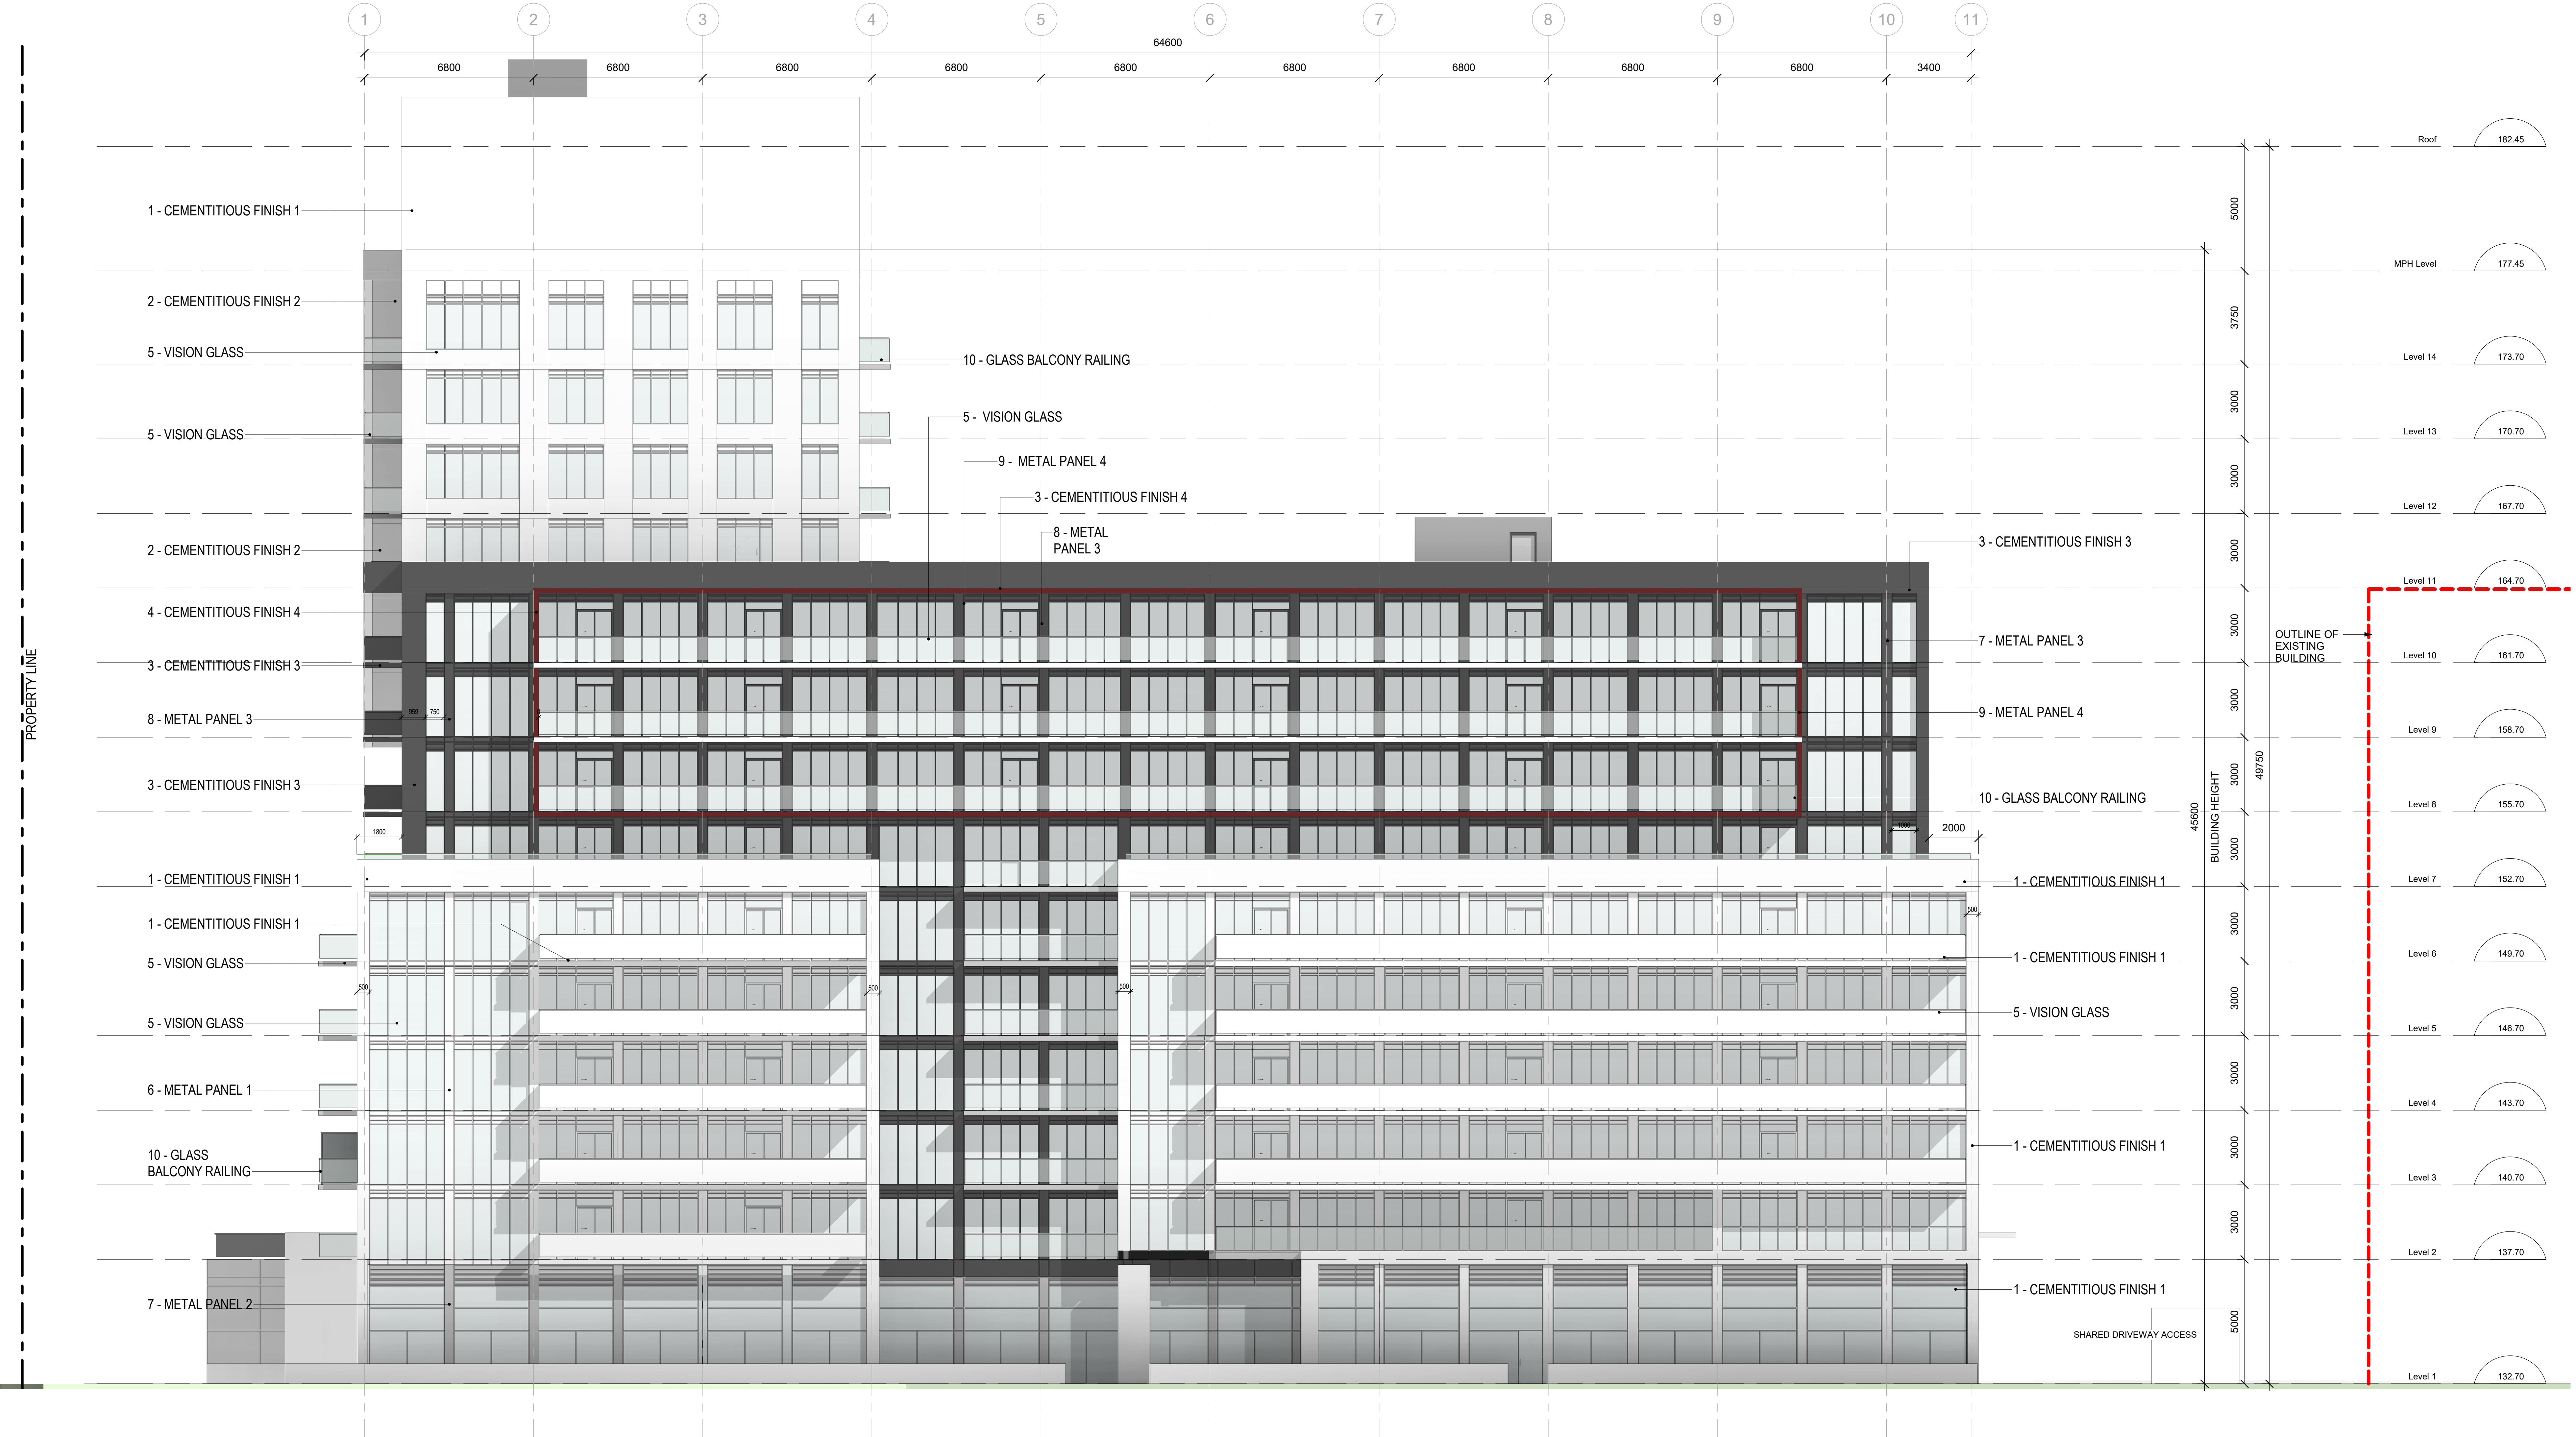 1 2 3 4 5 6 7 8 9 10 11
64600
6800 6800 6800 6800 6800 6800 6800 6800 6800 3400
Roof 182.45
5000
1 - CEMENTITIOUS FINISH 1
MPH Level 177.45
2 - CEMENTITIOUS FINISH 2
3750
5 - VISION GLASS
10 - GLASS BALCONY RAILING
Level 14 173.70
3000
5 - VISION GLASS
5 - VISION GLASS
Level 13 170.70
9 - METAL PANEL 4
3000
3 - CEMENTITIOUS FINISH 4
Level 12 167.70
8 - METAL
PANEL 3
3 - CEMENTITIOUS FINISH 3
2 - CEMENTITIOUS FINISH 2
3000
Level 11 164.70
4 - CEMENTITIOUS FINISH 4
3000
OUTLINE OF
EXISTING
BUILDING
7 - METAL PANEL 3
Level 10 161.70
3 - CEMENTITIOUS FINISH 3
PROPERTY LINE
3000
959 750
8 - METAL PANEL 3
9 - METAL PANEL 4
Level 9 158.70
3000
49750
3 - CEMENTITIOUS FINISH 3
10 - GLASS BALCONY RAILING
Level 8 155.70
45600
BUILDING HEIGHT
1800
1000
2000
3000
1 - CEMENTITIOUS FINISH 1
1 - CEMENTITIOUS FINISH 1
Level 7 152.70
500
1 - CEMENTITIOUS FINISH 1
3000
5 - VISION GLASS
1 - CEMENTITIOUS FINISH 1
Level 6 149.70
500 500 500
3000
5 - VISION GLASS
5 - VISION GLASS
Level 5 146.70
3000
6 - METAL PANEL 1
Level 4 143.70
3000
10 - GLASS
BALCONY RAILING
1 - CEMENTITIOUS FINISH 1
Level 3 140.70
3000
Level 2 137.70
7 - METAL PANEL 2
1 - CEMENTITIOUS FINISH 1
5000
SHARED DRIVEWAY ACCESS
Level 1 132.70